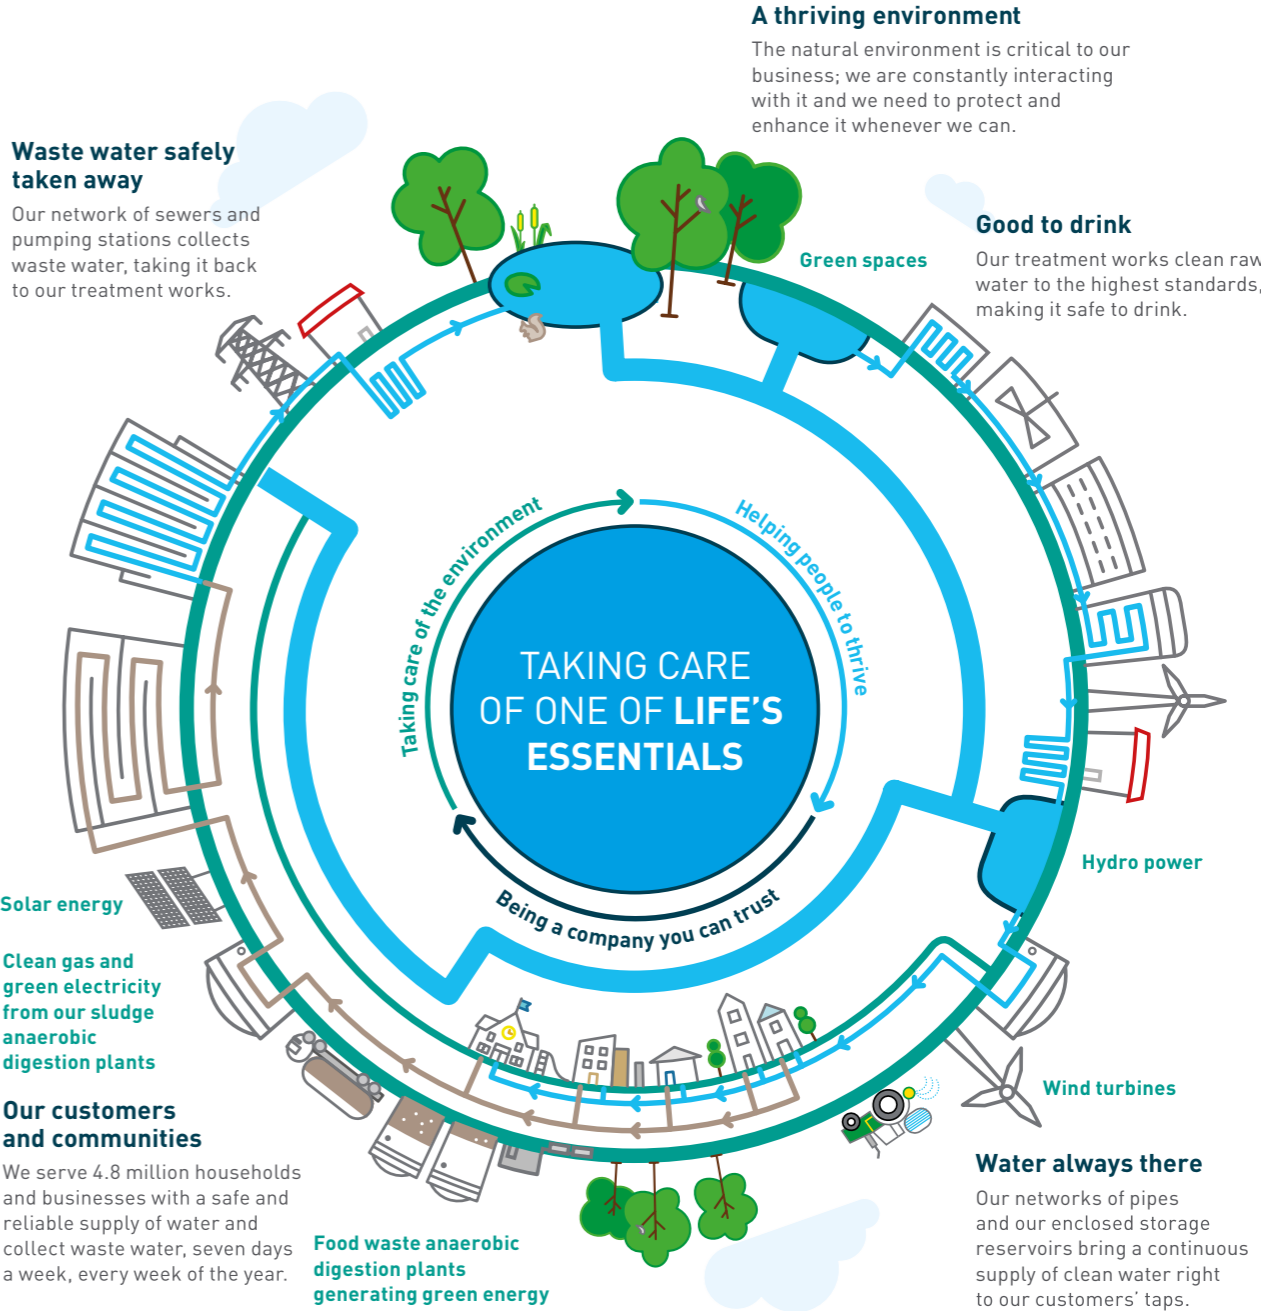 A thriving environment
The natural environment is critical to our
business; we are constantly interacting
with it and we need to protect and
enhance it whenever we can.
Waste water safely
taken away
Our network of sewers and
pumping stations collects
waste water, taking it back
to our treatment works.
Green spaces
Good to drink
Our treatment works clean raw
water to the highest standards,
making it safe to drink.
Taking care of the environment
Helping people to thrive
TAKING CARE
OF ONE OF LIFE'S
ESSENTIALS
Being a company you can trust
Hydro power
Solar energy
Clean gas and
green electricity
from our sludge
anaerobic
digestion plants
Our customers
and communities
We serve 4.8 million households
and businesses with a safe and
reliable supply of water and
collect waste water, seven days
a week, every week of the year.
Food waste anaerobic
digestion plants
generating green energy
Wind turbines
Water always there
Our networks of pipes
and our enclosed storage
reservoirs bring a continuous
supply of clean water right
to our customers' taps.